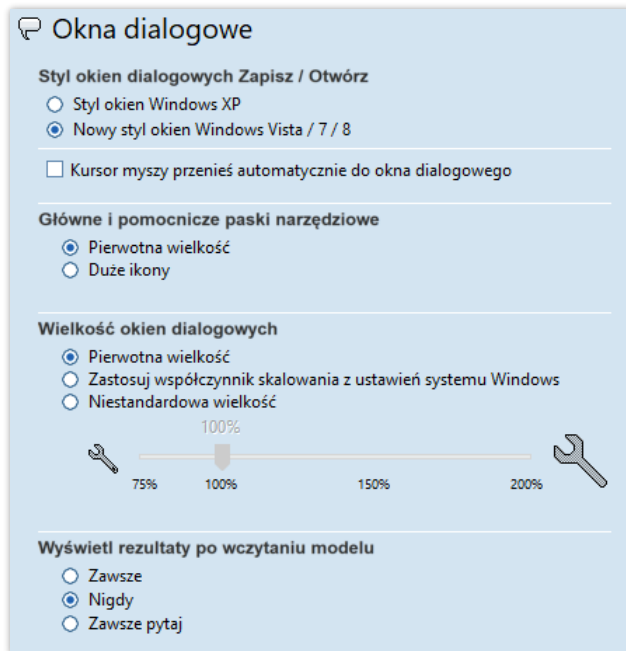 Okna dialogowe
Styl okien dialogowych Zapisz / Otwórz
Styl okien Windows XP
Nowy styl okien Windows Vista / 7 / 8
Kursor myszy przenieś automatycznie do okna dialogowego
Główne i pomocnicze paski narzędziowe
Pierwotna wielkość
Duże ikony
Wielkość okien dialogowych
Pierwotna wielkość
Zastosuj współczynnik skalowania z ustawień systemu Windows
Niestandardowa wielkość
100%
75% 100% 150% 200%
Wyświetl rezultaty po wczytaniu modelu
Zawsze
Nigdy
Zawsze pytaj